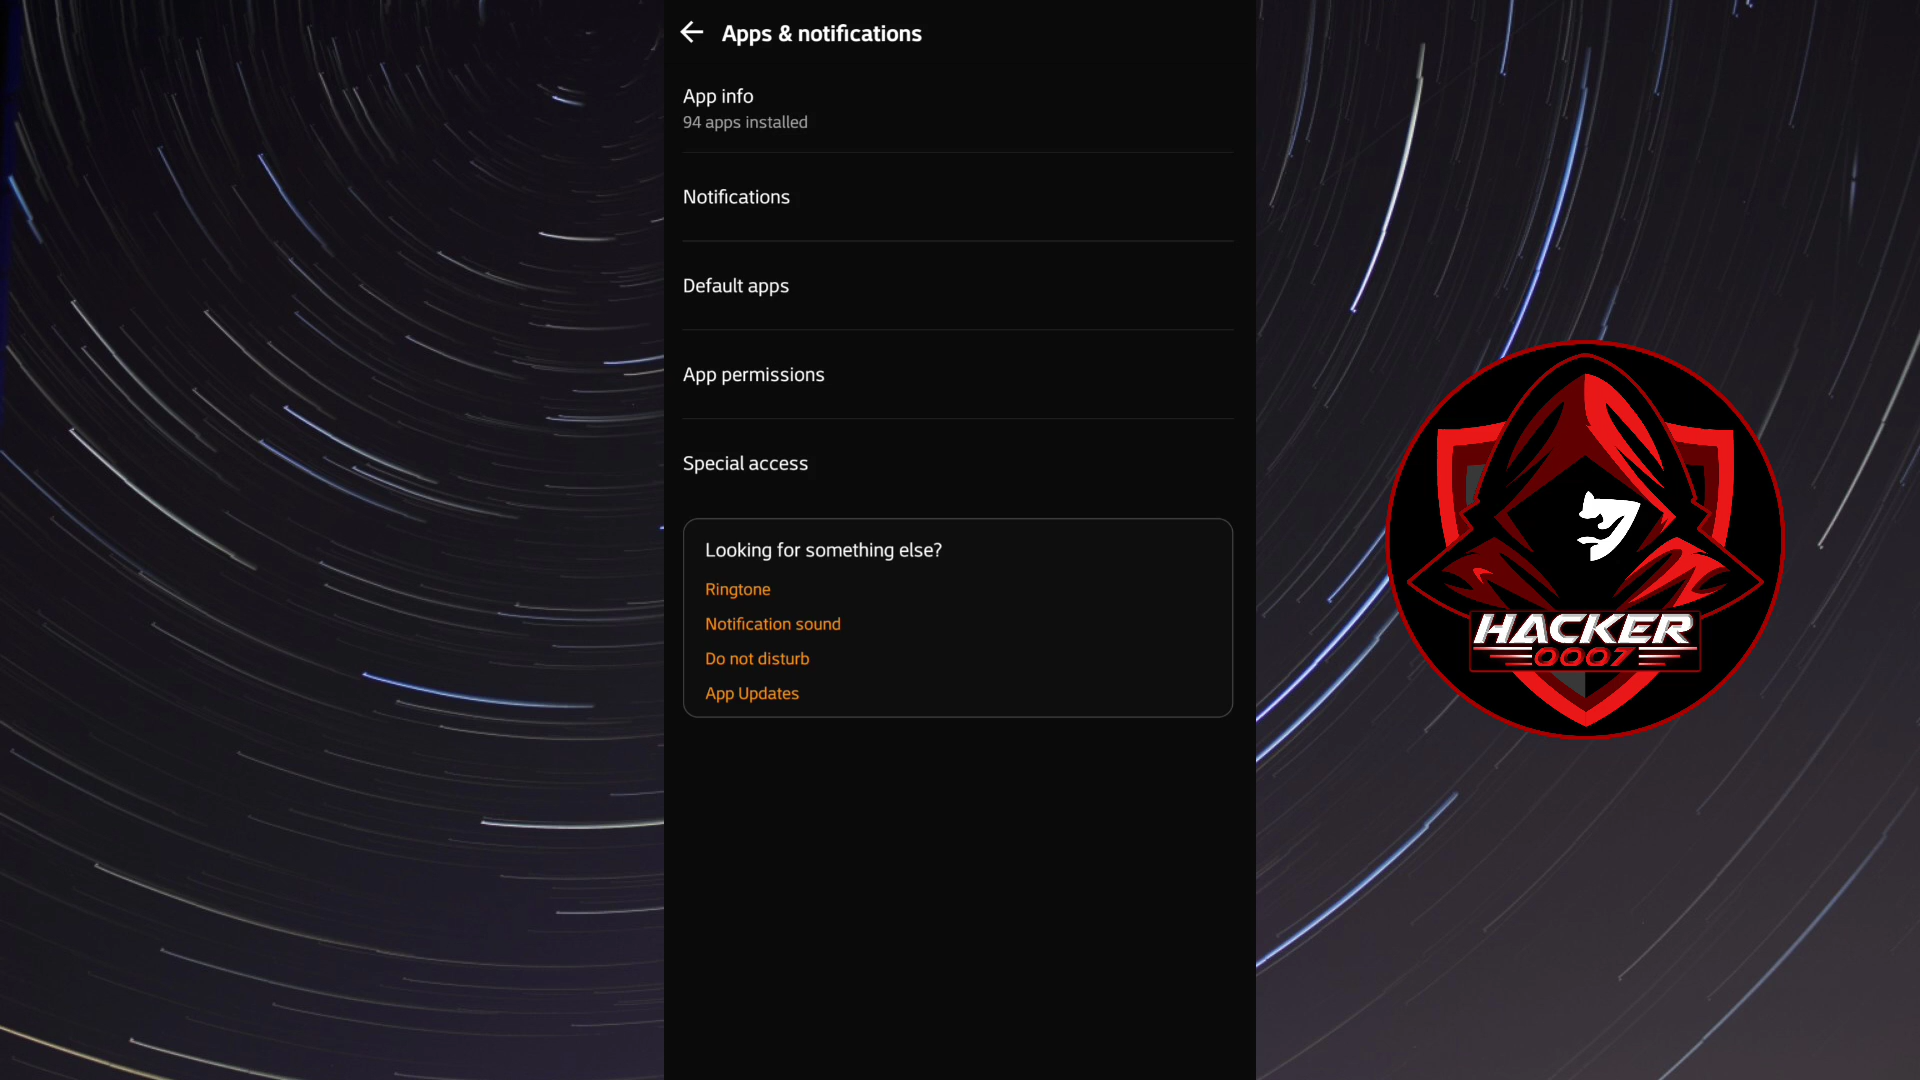 Apps & notifications
App info
94 apps installed
Notifications
Default apps
App permissions
Special access
Looking for something else?
Ringtone
Notification sound
Do not disturb
App Updates
HACKER
0007